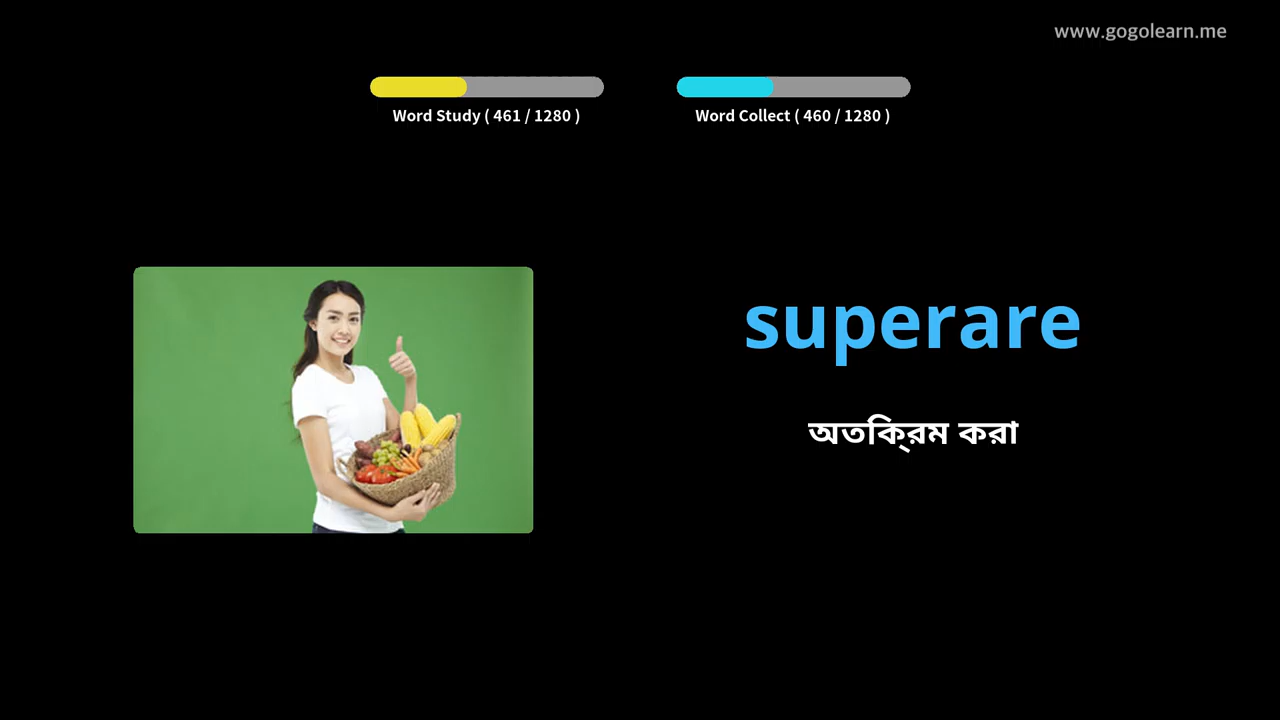 www.gogolearn.me
Word Study ( 461 / 1280 )
Word Collect ( 460 / 1280 )
superare
অতিক্রম করা